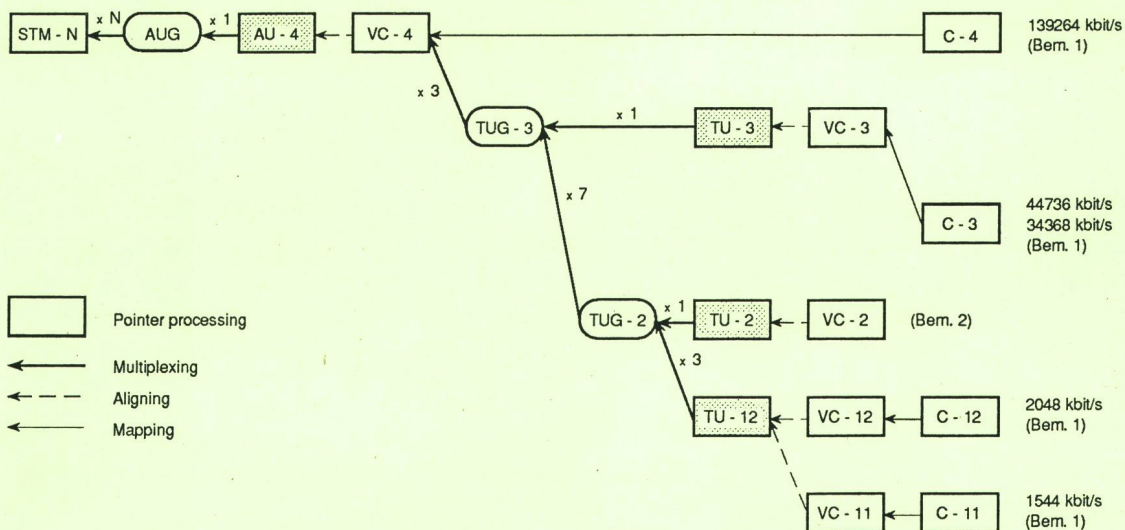 x N
x 1
STM - N
AUG
AU - 4
VC - 4
C - 4
139264 kbit/s
(Bem. 1)
x 3
x 1
TUG - 3
TU - 3
VC - 3
x 7
C - 3
44736 kbit/s
34368 kbit/s
(Bem. 1)
x 1
Pointer processing
TUG - 2
TU - 2
VC - 2
(Bem. 2)
x 3
Multiplexing
Aligning
Mapping
TU - 12
VC - 12
C - 12
2048 kbit/s
(Bem. 1)
VC - 11
C - 11
1544 kbit/s
(Bem. 1)